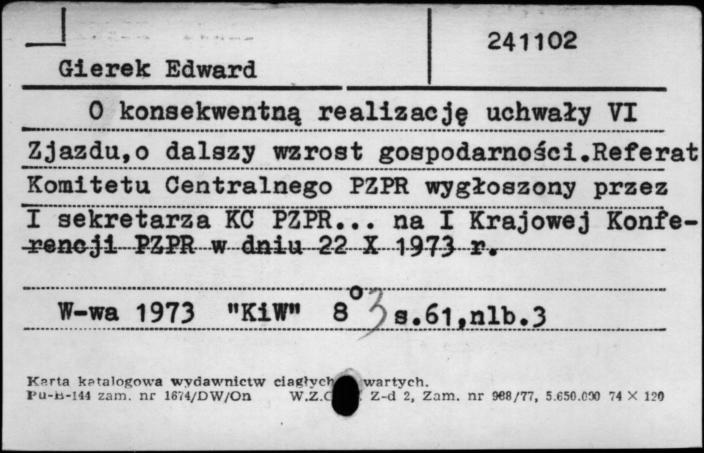 241102
Gierek Edward
O konsekwentną realizację uchwały VI
Zjazdu,o dalszy wzrost gospodarności.Referat
Komitetu Centralnego PZPR wygłoszony przez
I sekretarza KC PZPR... na I Krajowej Konfe-
rencji PZPR w dniu 22 X 1973 r.
W-wa 1973 "KiW" 8° 3 s.61,nlb.3
Karta katalogowa wydawnictw ciągłych wartych.
Pu-B-144 zam. nr 1674/DW/On W.Z.C Z-d 2, Zam. nr 988/77, 5.650.000 74 × 120